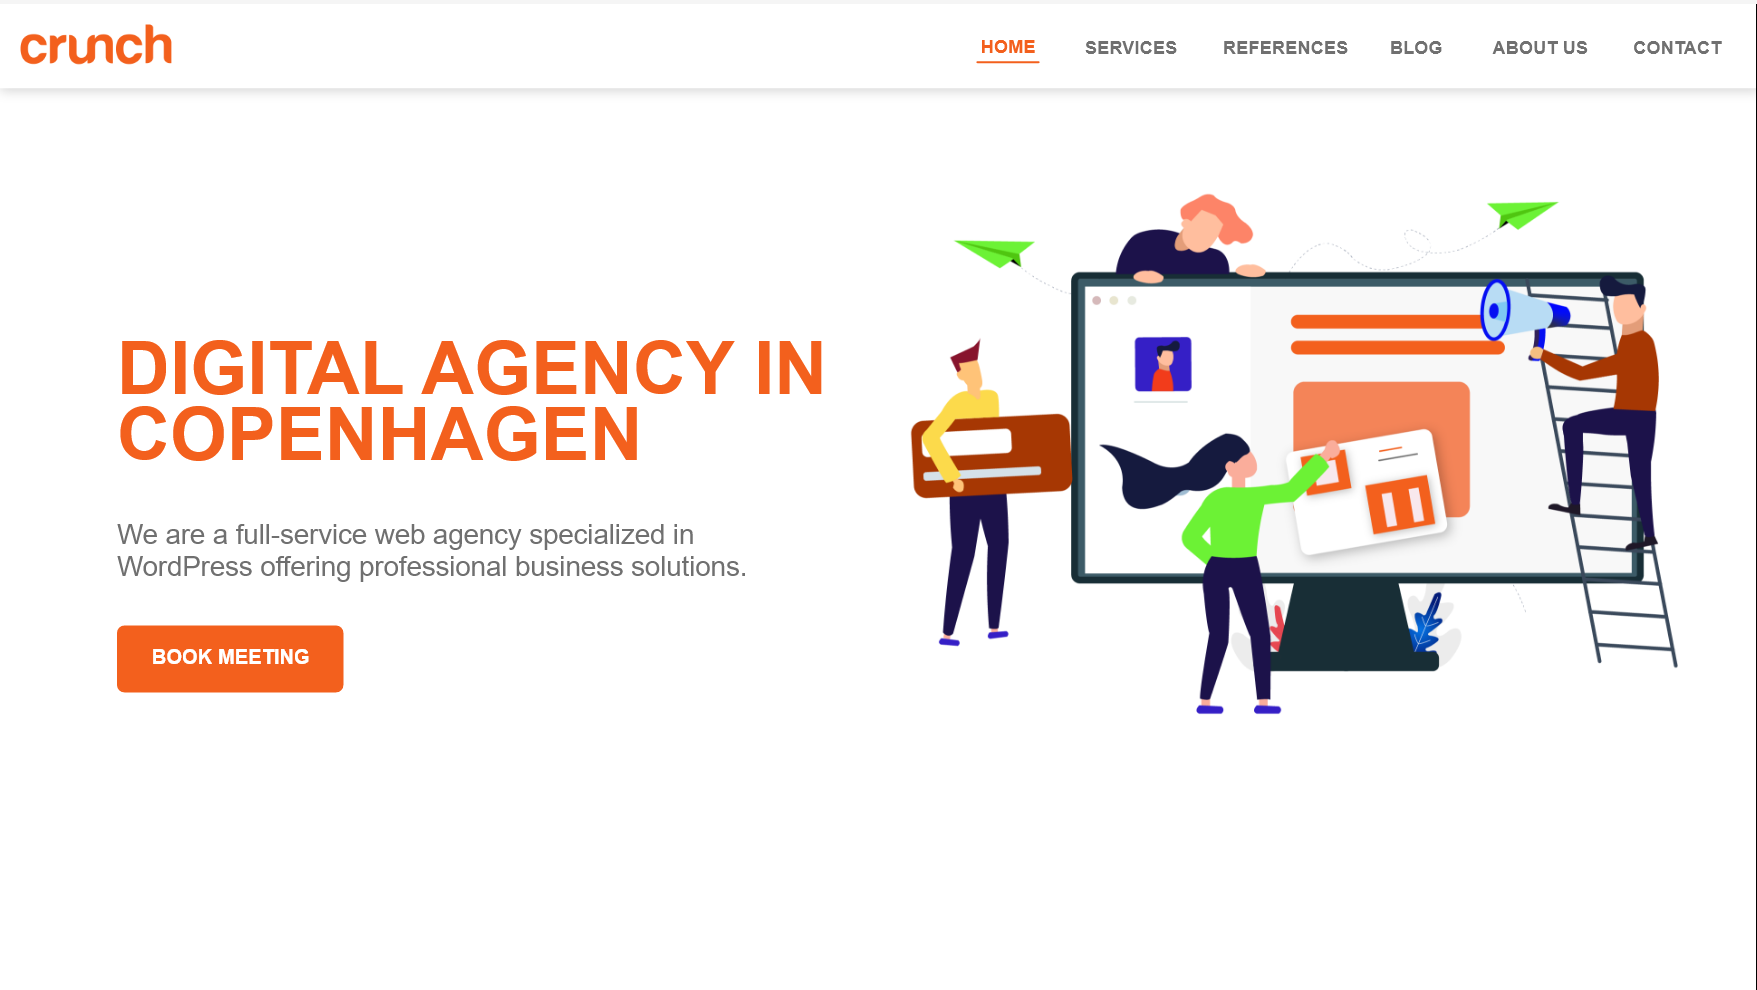 crunch
HOME SERVICES REFERENCES BLOG ABOUT US CONTACT
DIGITAL AGENCY IN
COPENHAGEN
We are a full-service web agency specialized in
WordPress offering professional business solutions.
BOOK MEETING